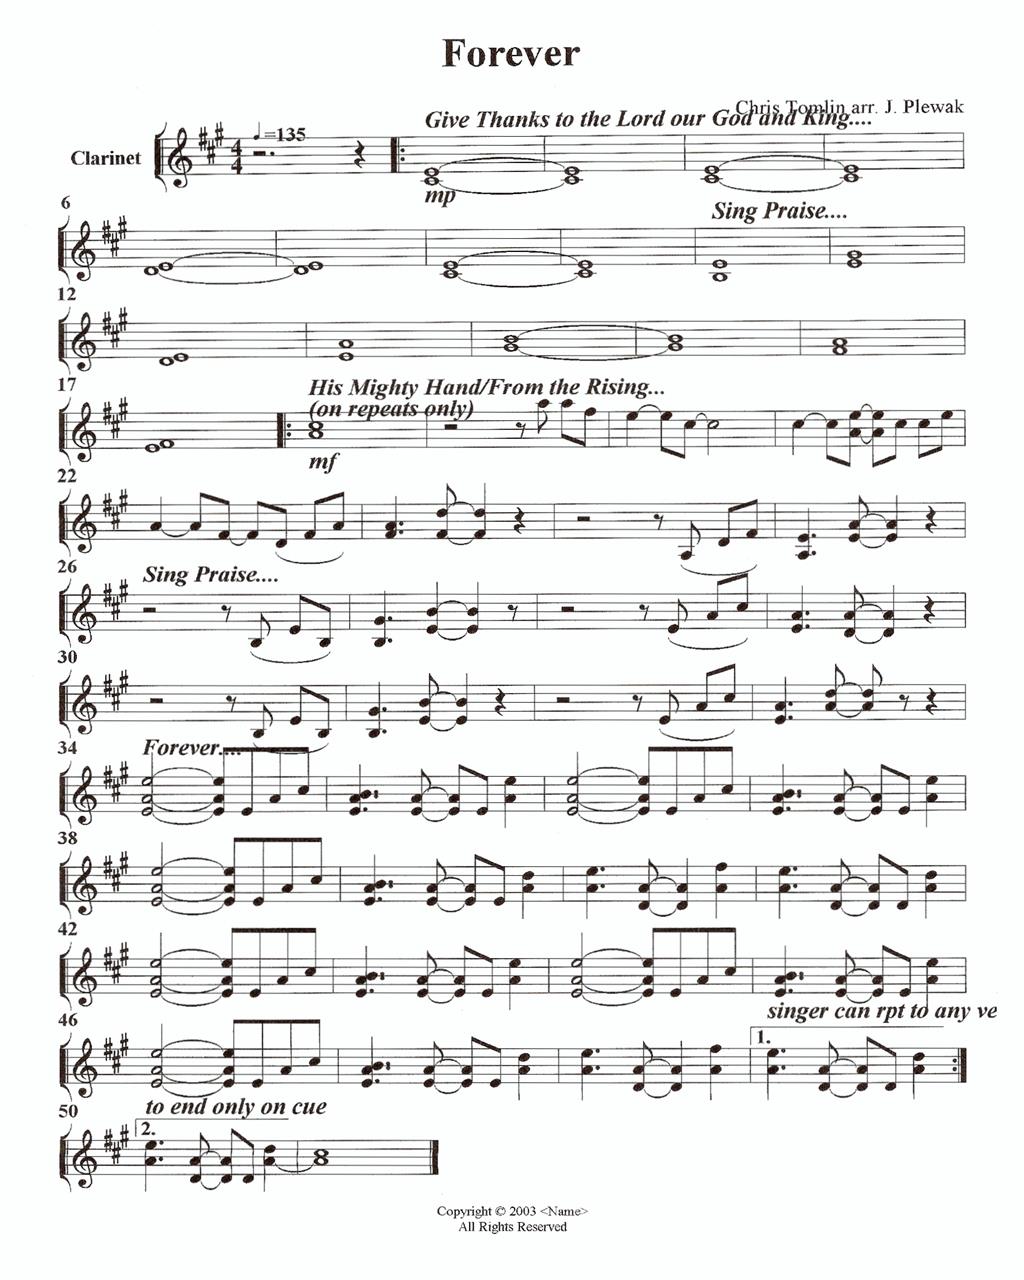 Forever
Chris Tomlin arr. J. Plewak
Give Thanks to the Lord our God and King....
♩=135
Clarinet
4
4
mp
6
Sing Praise....
12
17
His Mighty Hand/From the Rising...
(on repeats only)
mf
22
26
Sing Praise....
30
34
Forever....
38
42
singer can rpt to any ve
46
1.
50
to end only on cue
2.
Copyright © 2003 <Name>
All Rights Reserved